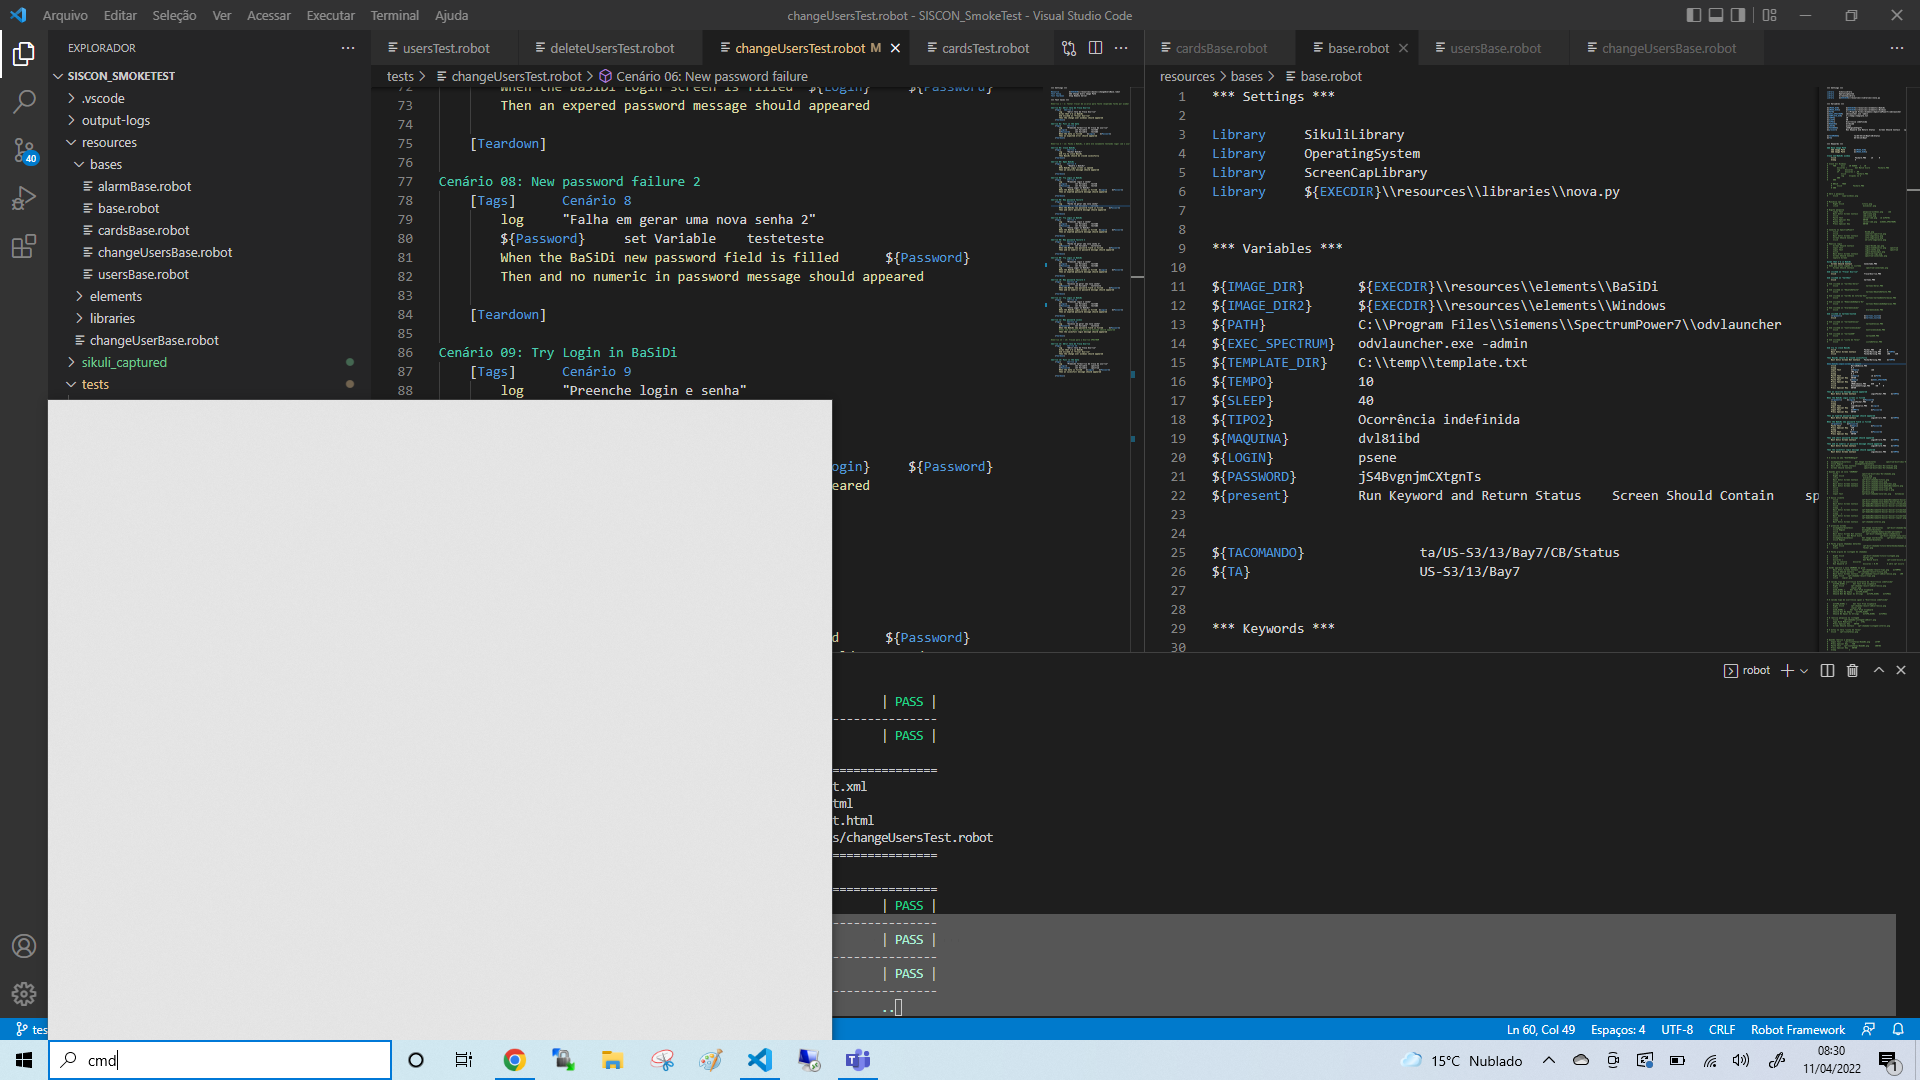 Arquivo Editar Seleção Ver Acessar Executar Terminal Ajuda
changeUsersTest.robot - SISCON_SmokeTest - Visual Studio Code
EXPLORADOR
SISCON_SMOKETEST
.vscode
output-logs
resources
bases
alarmBase.robot
base.robot
cardsBase.robot
changeUsersBase.robot
usersBase.robot
elements
libraries
changeUserBase.robot
sikuli_captured
tests
40
usersTest.robot deleteUsersTest.robot changeUsersTest.robot M cardsTest.robot
tests > changeUsersTest.robot > Cenário 06: New password failure
72 When the BaSiDi Login screen is filled ${Login} ${Password}
73 Then an expered password message should appeared
74
75 [Teardown]
76
77 Cenário 08: New password failure 2
78 [Tags] Cenário 8
79 log "Falha em gerar uma nova senha 2"
80 ${Password} set Variable testeteste
81 When the BaSiDi new password field is filled ${Password}
82 Then and no numeric in password message should appeared
83
84 [Teardown]
85
86 Cenário 09: Try Login in BaSiDi
87 [Tags] Cenário 9
88 log "Preenche login e senha"
ogin} ${Password}
eared
d ${Password}
cardsBase.robot base.robot usersBase.robot changeUsersBase.robot
resources > bases > base.robot
1 *** Settings ***
2
3 Library SikuliLibrary
4 Library OperatingSystem
5 Library ScreenCapLibrary
6 Library ${EXECDIR}\\resources\\libraries\\nova.py
7
8
9 *** Variables ***
10
11 ${IMAGE_DIR} ${EXECDIR}\\resources\\elements\\BaSiDi
12 ${IMAGE_DIR2} ${EXECDIR}\\resources\\elements\\Windows
13 ${PATH} C:\\Program Files\\Siemens\\SpectrumPower7\\odvlauncher
14 ${EXEC_SPECTRUM} odvlauncher.exe -admin
15 ${TEMPLATE_DIR} C:\\temp\\template.txt
16 ${TEMPO} 10
17 ${SLEEP} 40
18 ${TIPO2} Ocorrência indefinida
19 ${MAQUINA} dvl81ibd
20 ${LOGIN} psene
21 ${PASSWORD} jS4BvgnjmCXtgnTs
22 ${present} Run Keyword and Return Status Screen Should Contain sp
23
24
25 ${TACOMANDO} ta/US-S3/13/Bay7/CB/Status
26 ${TA} US-S3/13/Bay7
27
28
29 *** Keywords ***
30
robot
| PASS |
---------------
| PASS |
===============
t.xml
tml
t.html
s/changeUsersTest.robot
===============
===============
| PASS |
---------------
| PASS |
---------------
| PASS |
---------------
..
tes
Ln 60, Col 49 Espaços: 4 UTF-8 CRLF Robot Framework
cmd
15°C Nublado
08:30
11/04/2022
1